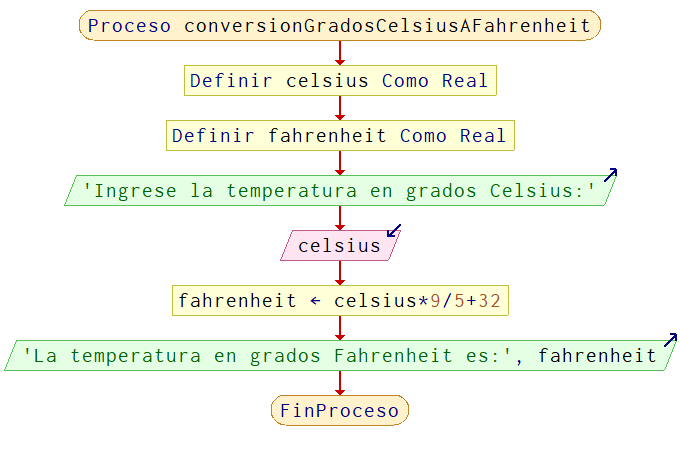 Proceso conversionGradosCelsiusAFahrenheit
Definir celsius Como Real
Definir fahrenheit Como Real
'Ingrese la temperatura en grados Celsius:'
celsius
fahrenheit ← celsius*9/5+32
'La temperatura en grados Fahrenheit es:', fahrenheit
FinProceso